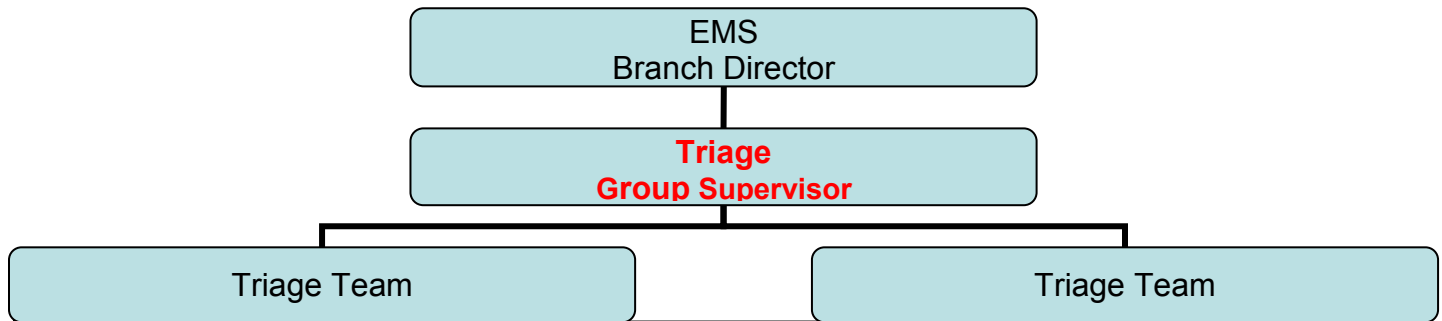 EMS
Branch Director
Triage
Group Supervisor
Triage Team
Triage Team